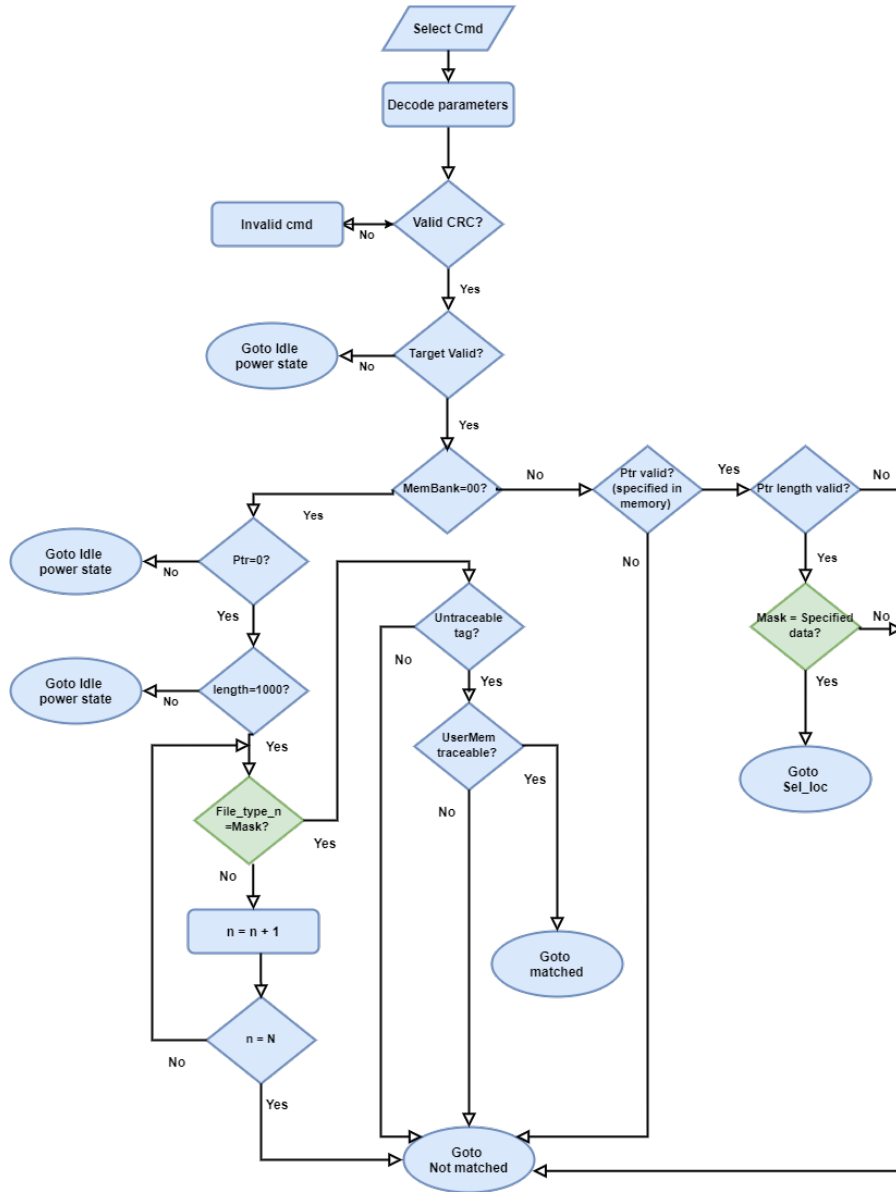 Select Cmd
Decode parameters
Valid CRC?
Invalid cmd
No
Yes
Target Valid?
Goto Idle
power state
No
Yes
MemBank=00?
No
Ptr valid?
(specified in
memory)
Yes
Ptr length valid?
No
Yes
Ptr=0?
Goto Idle
power state
No
No
Yes
Yes
Untraceable
tag?
Mask = Specified
data?
No
length=1000?
Goto Idle
power state
No
No
Yes
Yes
Yes
UserMem
traceable?
Goto
Sel_loc
File_type_n
=Mask?
Yes
No
Yes
No
n = n + 1
Goto
matched
n = N
No
Yes
Goto
Not matched